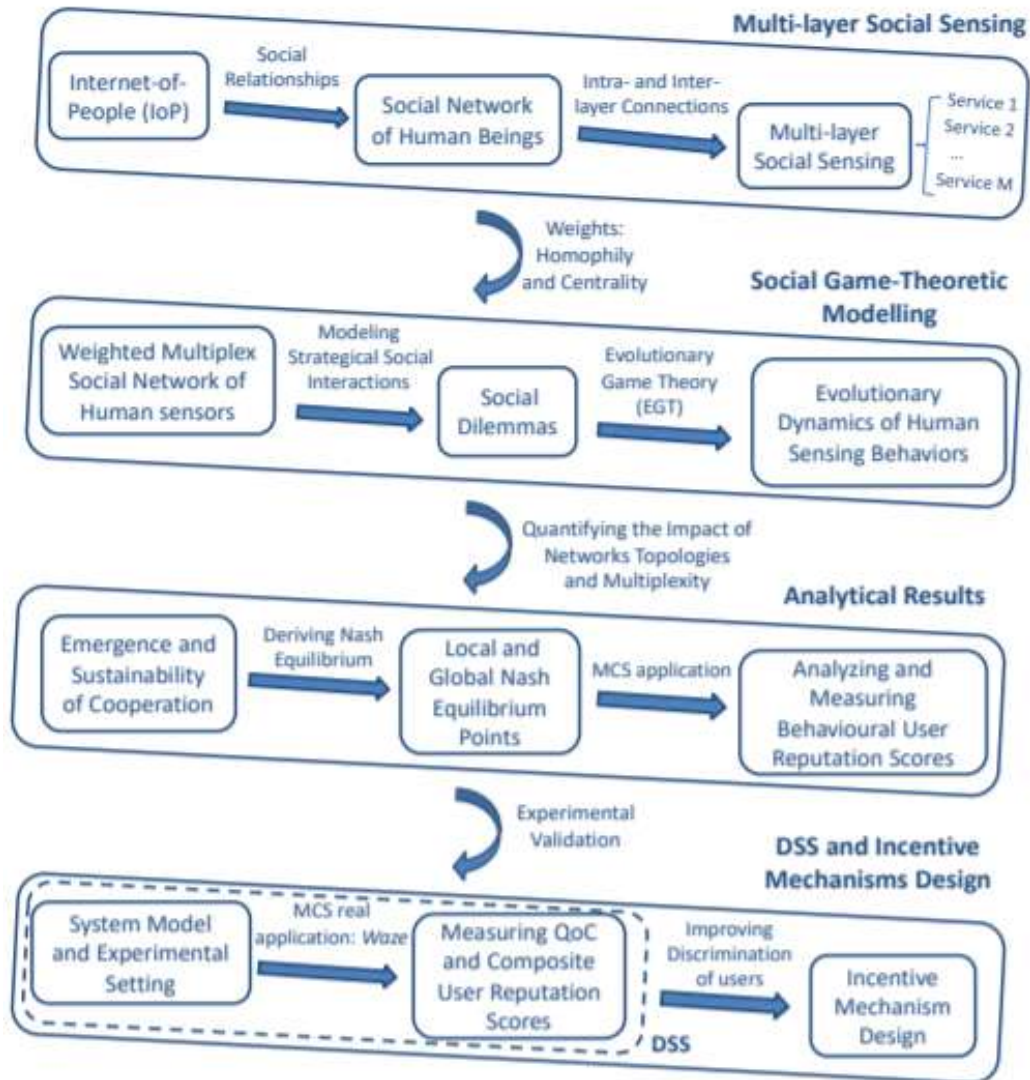 Multi-layer Social Sensing
Internet-of-
People (IoP)
Social
Relationships
Social Network
of Human Beings
Intra- and Inter-
layer Connections
Multi-layer
Social Sensing
Service 1
Service 2
...
Service M
Weights:
Homophily
and Centrality
Social Game-Theoretic
Modelling
Weighted Multiplex
Social Network of
Human sensors
Modeling
Strategical Social
Interactions
Social
Dilemmas
Evolutionary
Game Theory
(EGT)
Evolutionary
Dynamics of Human
Sensing Behaviors
Quantifying the Impact of
Networks Topologies
and Multiplexity
Analytical Results
Emergence and
Sustainability
of Cooperation
Deriving Nash
Equilibrium
Local and
Global Nash
Equilibrium
Points
MCS application
Analyzing and
Measuring
Behavioural User
Reputation Scores
Experimental
Validation
DSS and Incentive
Mechanisms Design
System Model
and Experimental
Setting
MCS real
application: Waze
Measuring QoC
and Composite
User Reputation
Scores
DSS
Improving
Discrimination
of users
Incentive
Mechanism
Design